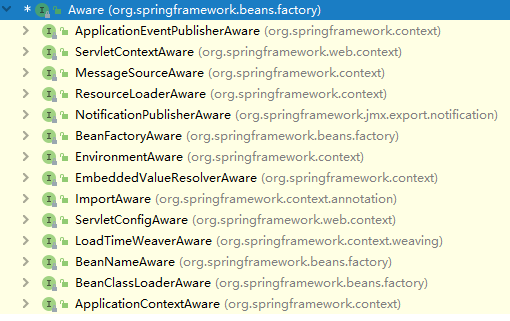 * Aware (org.springframework.beans.factory)
ApplicationEventPublisherAware (org.springframework.context)
ServletContextAware (org.springframework.web.context)
MessageSourceAware (org.springframework.context)
ResourceLoaderAware (org.springframework.context)
NotificationPublisherAware (org.springframework.jmx.export.notification)
BeanFactoryAware (org.springframework.beans.factory)
EnvironmentAware (org.springframework.context)
EmbeddedValueResolverAware (org.springframework.context)
ImportAware (org.springframework.context.annotation)
ServletConfigAware (org.springframework.web.context)
LoadTimeWeaverAware (org.springframework.context.weaving)
BeanNameAware (org.springframework.beans.factory)
BeanClassLoaderAware (org.springframework.beans.factory)
ApplicationContextAware (org.springframework.context)